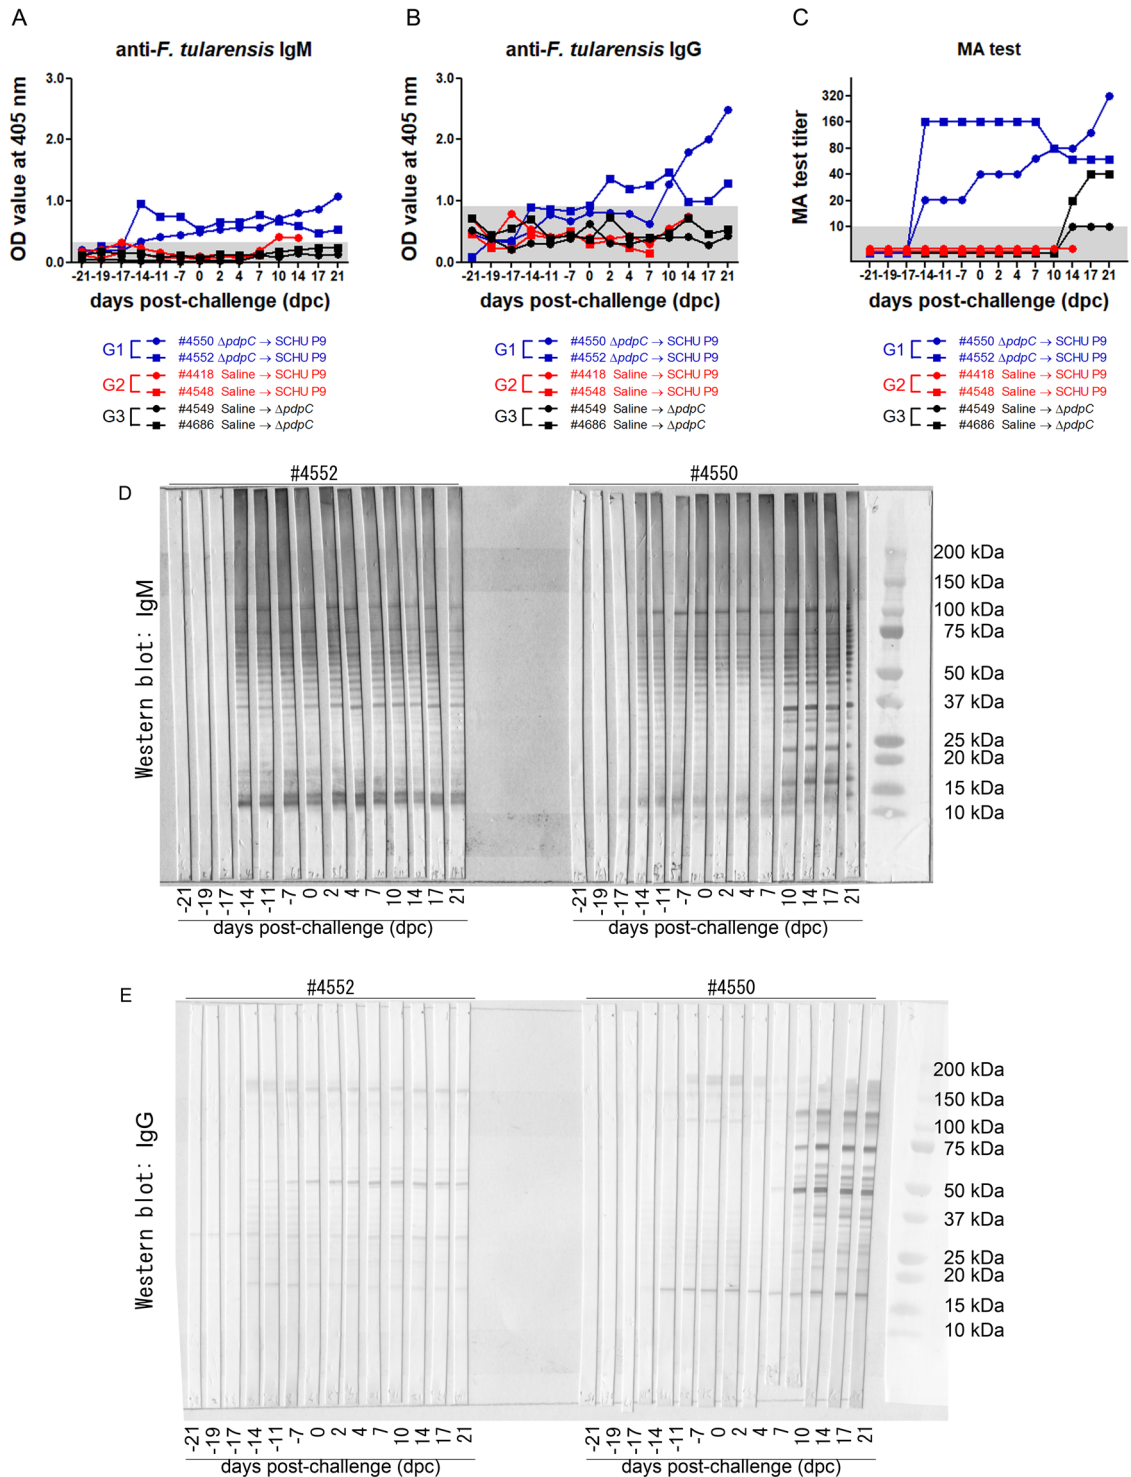 A
B
C
anti-F. tularensis IgM
anti-F. tularensis IgG
MA test
OD value at 405 nm
3.0
2.0
1.0
0.0
-21 -19 -17 -14 -11 -7 0 2 4 7 10 14 17 21
days post-challenge (dpc)
OD value at 405 nm
3.0
2.0
1.0
0.0
-21 -19 -17 -14 -11 -7 0 2 4 7 10 14 17 21
days post-challenge (dpc)
MA test titer
320
160
80
40
20
10
-21 -19 -17 -14 -11 -7 0 2 4 7 10 14 17 21
days post-challenge (dpc)
G1
#4550 ΔpdpC → SCHU P9
#4552 ΔpdpC → SCHU P9
G2
#4418 Saline → SCHU P9
#4548 Saline → SCHU P9
G3
#4549 Saline → ΔpdpC
#4686 Saline → ΔpdpC
G1
#4550 ΔpdpC → SCHU P9
#4552 ΔpdpC → SCHU P9
G2
#4418 Saline → SCHU P9
#4548 Saline → SCHU P9
G3
#4549 Saline → ΔpdpC
#4686 Saline → ΔpdpC
G1
#4550 ΔpdpC → SCHU P9
#4552 ΔpdpC → SCHU P9
G2
#4418 Saline → SCHU P9
#4548 Saline → SCHU P9
G3
#4549 Saline → ΔpdpC
#4686 Saline → ΔpdpC
D
#4552
#4550
Western blot: IgM
200 kDa
150 kDa
100 kDa
75 kDa
50 kDa
37 kDa
25 kDa
20 kDa
15 kDa
10 kDa
-21 -19 -17 -14 -11 -7 0 2 4 7 10 14 17 21
days post-challenge (dpc)
-21 -19 -17 -14 -11 -7 0 2 4 7 10 14 17 21
days post-challenge (dpc)
E
#4552
#4550
Western blot: IgG
200 kDa
150 kDa
100 kDa
75 kDa
50 kDa
37 kDa
25 kDa
20 kDa
15 kDa
10 kDa
-21 -19 -17 -14 -11 -7 0 2 4 7 10 14 17 21
days post-challenge (dpc)
-21 -19 -17 -14 -11 -7 0 2 4 7 10 14 17 21
days post-challenge (dpc)